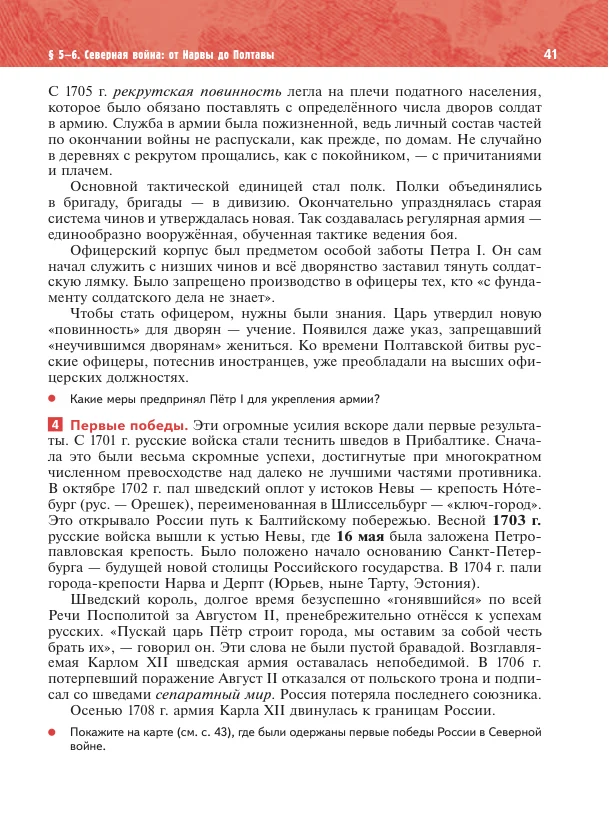 § 5–6. Северная война: от Нарвы до Полтавы 41
С 1705 г. рекрутская повинность легла на плечи податного населения,
которое было обязано поставлять с определённого числа дворов солдат
в армию. Служба в армии была пожизненной, ведь личный состав частей
по окончании войны не распускали, как прежде, по домам. Не случайно
в деревнях с рекрутом прощались, как с покойником, — с причитаниями
и плачем.
Основной тактической единицей стал полк. Полки объединялись
в бригаду, бригады — в дивизию. Окончательно упразднялась старая
система чинов и утверждалась новая. Так создавалась регулярная армия —
единообразно вооружённая, обученная тактике ведения боя.
Офицерский корпус был предметом особой заботы Петра I. Он сам
начал служить с низших чинов и всё дворянство заставил тянуть солдат-
скую лямку. Было запрещено производство в офицеры тех, кто «с фунда-
менту солдатского дела не знает».
Чтобы стать офицером, нужны были знания. Царь утвердил новую
«повинность» для дворян — учение. Появился даже указ, запрещавший
«неучившимся дворянам» жениться. Ко времени Полтавской битвы рус-
ские офицеры, потеснив иностранцев, уже преобладали на высших офи-
церских должностях.
● Какие меры предпринял Пётр I для укрепления армии?
4 Первые победы. Эти огромные усилия вскоре дали первые результа-
ты. С 1701 г. русские войска стали теснить шведов в Прибалтике. Снача-
ла это были весьма скромные успехи, достигнутые при многократном
численном превосходстве над далеко не лучшими частями противника.
В октябре 1702 г. пал шведский оплот у истоков Невы — крепость Но́те-
бург (рус. — Орешек), переименованная в Шлиссельбург — «ключ-город».
Это открывало России путь к Балтийскому побережью. Весной 1703 г.
русские войска вышли к устью Невы, где 16 мая была заложена Петро-
павловская крепость. Было положено начало основанию Санкт-Петер-
бурга — будущей новой столицы Российского государства. В 1704 г. пали
города-крепости Нарва и Дерпт (Юрьев, ныне Тарту, Эстония).
Шведский король, долгое время безуспешно «гонявшийся» по всей
Речи Посполитой за Августом II, пренебрежительно отнёсся к успехам
русских. «Пускай царь Пётр строит города, мы оставим за собой честь
брать их», — говорил он. Эти слова не были пустой бравадой. Возглавля-
емая Карлом XII шведская армия оставалась непобедимой. В 1706 г.
потерпевший поражение Август II отказался от польского трона и подпи-
сал со шведами сепаратный мир. Россия потеряла последнего союзника.
Осенью 1708 г. армия Карла XII двинулась к границам России.
● Покажите на карте (см. с. 43), где были одержаны первые победы России в Северной
войне.